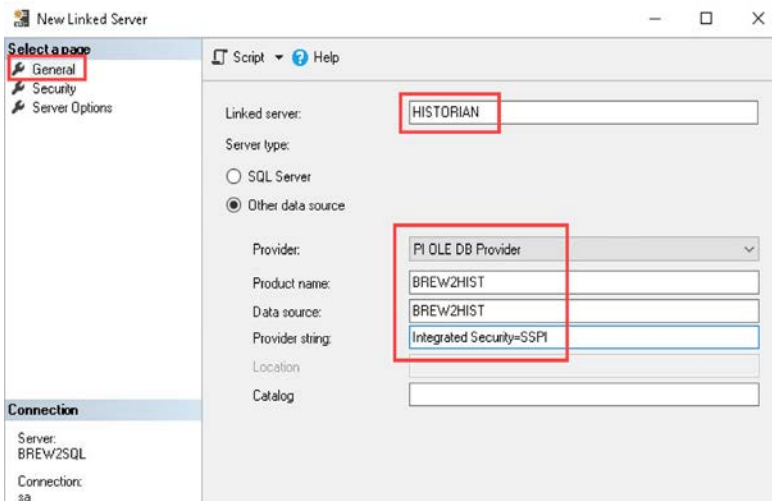 New Linked Server
Select a page
General
Security
Server Options
Script Help
Linked server: HISTORIAN
Server type:
SQL Server
Other data source
Provider: PI OLE DB Provider
Product name: BREW2HIST
Data source: BREW2HIST
Provider string: Integrated Security=SSPI
Location
Catalog
Connection
Server:
BREW2SQL
Connection:
sa